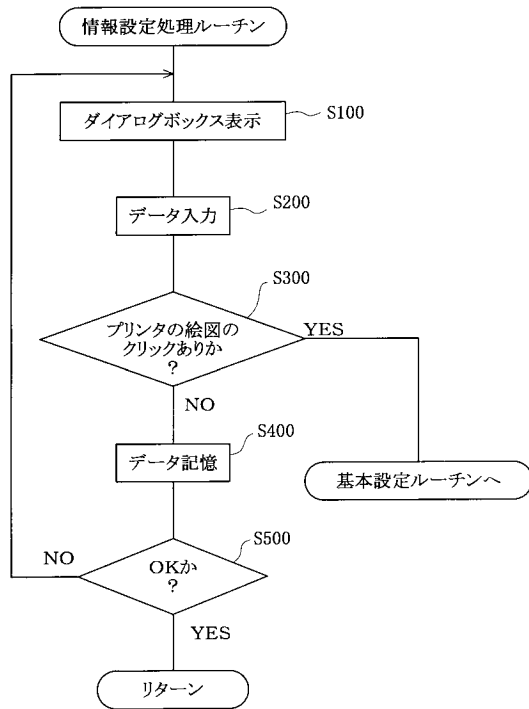 情報設定処理ルーチン
ダイアログボックス表示
S100
データ入力
S200
S300
プリンタの絵図の
クリックありか
?
YES
NO
S400
データ記憶
基本設定ルーチンへ
S500
NO
OKか
?
YES
リターン